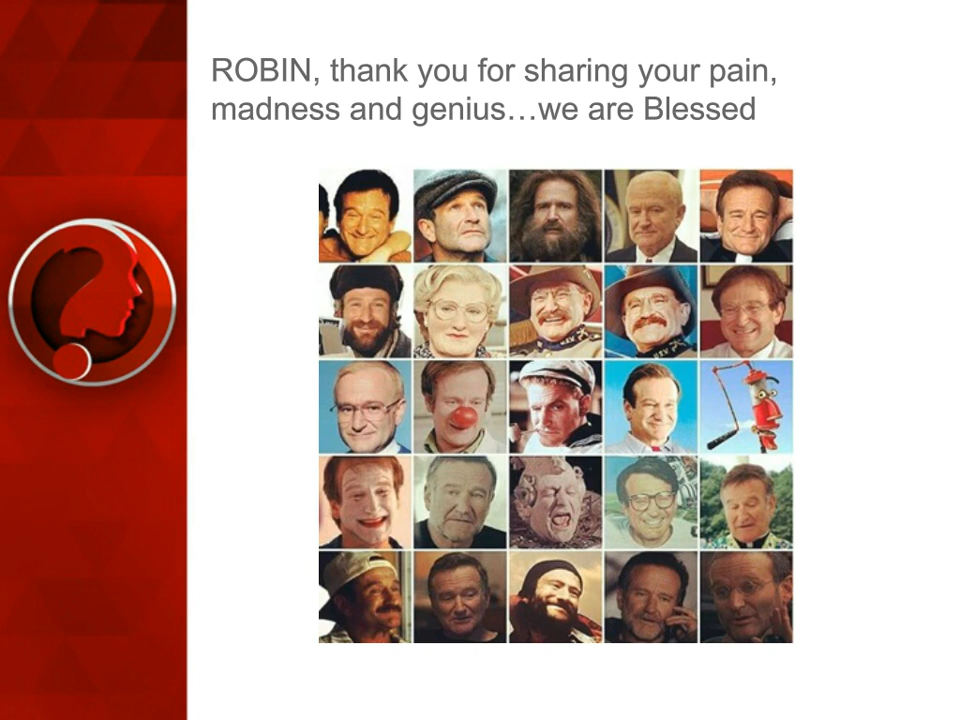 ROBIN, thank you for sharing your pain,
madness and genius…we are Blessed